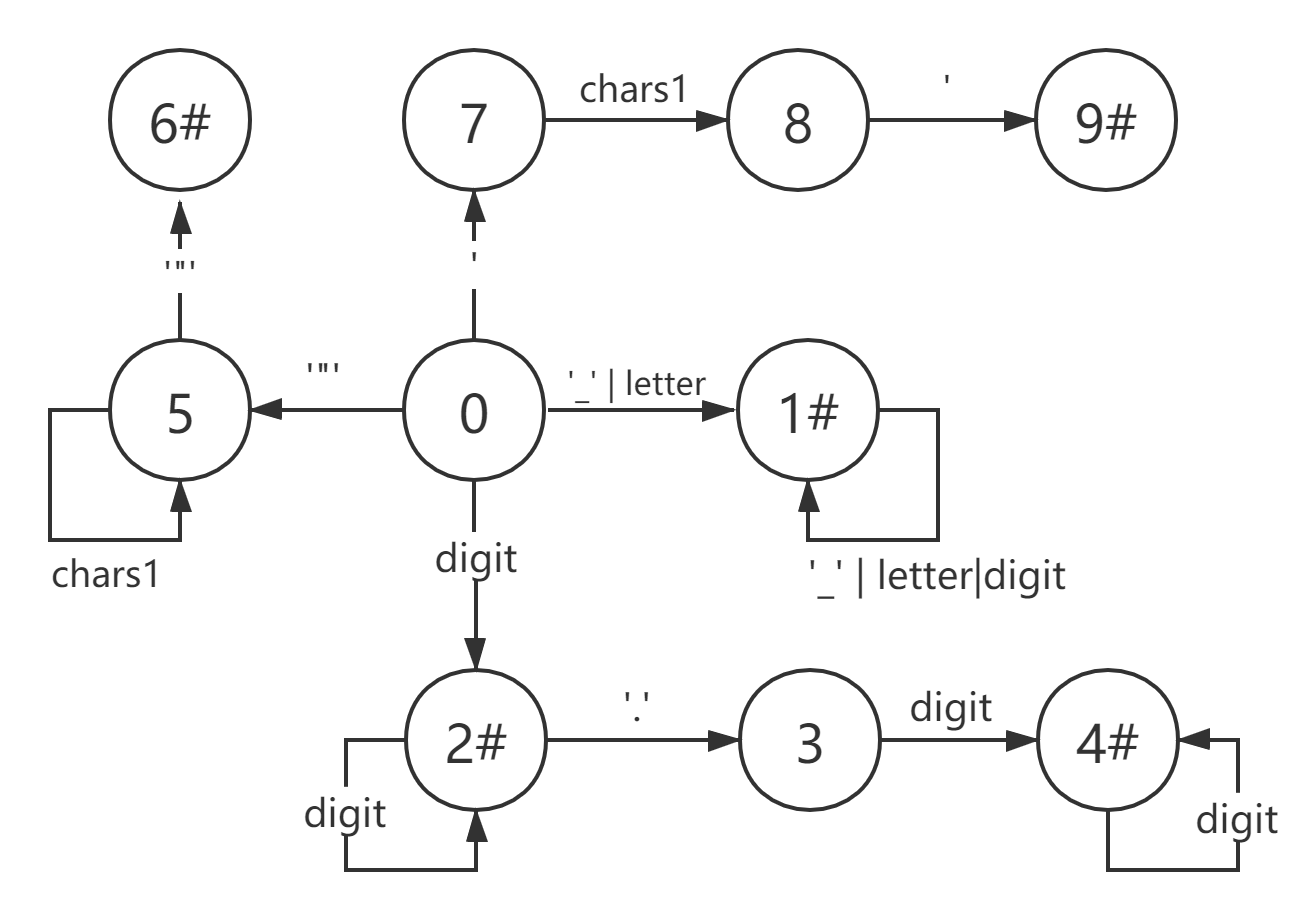 6#
7
chars1
8
'
9#
'"'
'
5
'"'
0
'_' | letter
1#
chars1
digit
'_' | letter|digit
2#
'.'
3
digit
4#
digit
digit